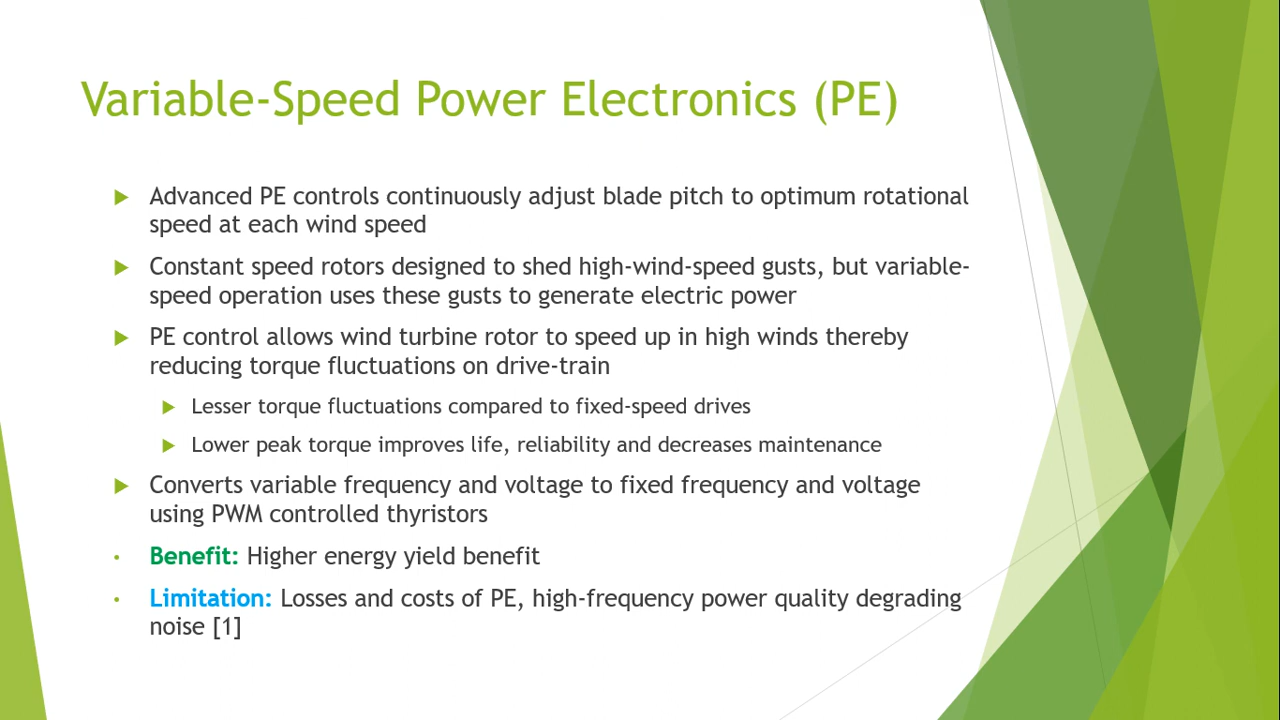 Variable-Speed Power Electronics (PE)
Advanced PE controls continuously adjust blade pitch to optimum rotational
speed at each wind speed
Constant speed rotors designed to shed high-wind-speed gusts, but variable-
speed operation uses these gusts to generate electric power
PE control allows wind turbine rotor to speed up in high winds thereby
reducing torque fluctuations on drive-train
Lesser torque fluctuations compared to fixed-speed drives
Lower peak torque improves life, reliability and decreases maintenance
Converts variable frequency and voltage to fixed frequency and voltage
using PWM controlled thyristors
Benefit: Higher energy yield benefit
Limitation: Losses and costs of PE, high-frequency power quality degrading
noise [1]